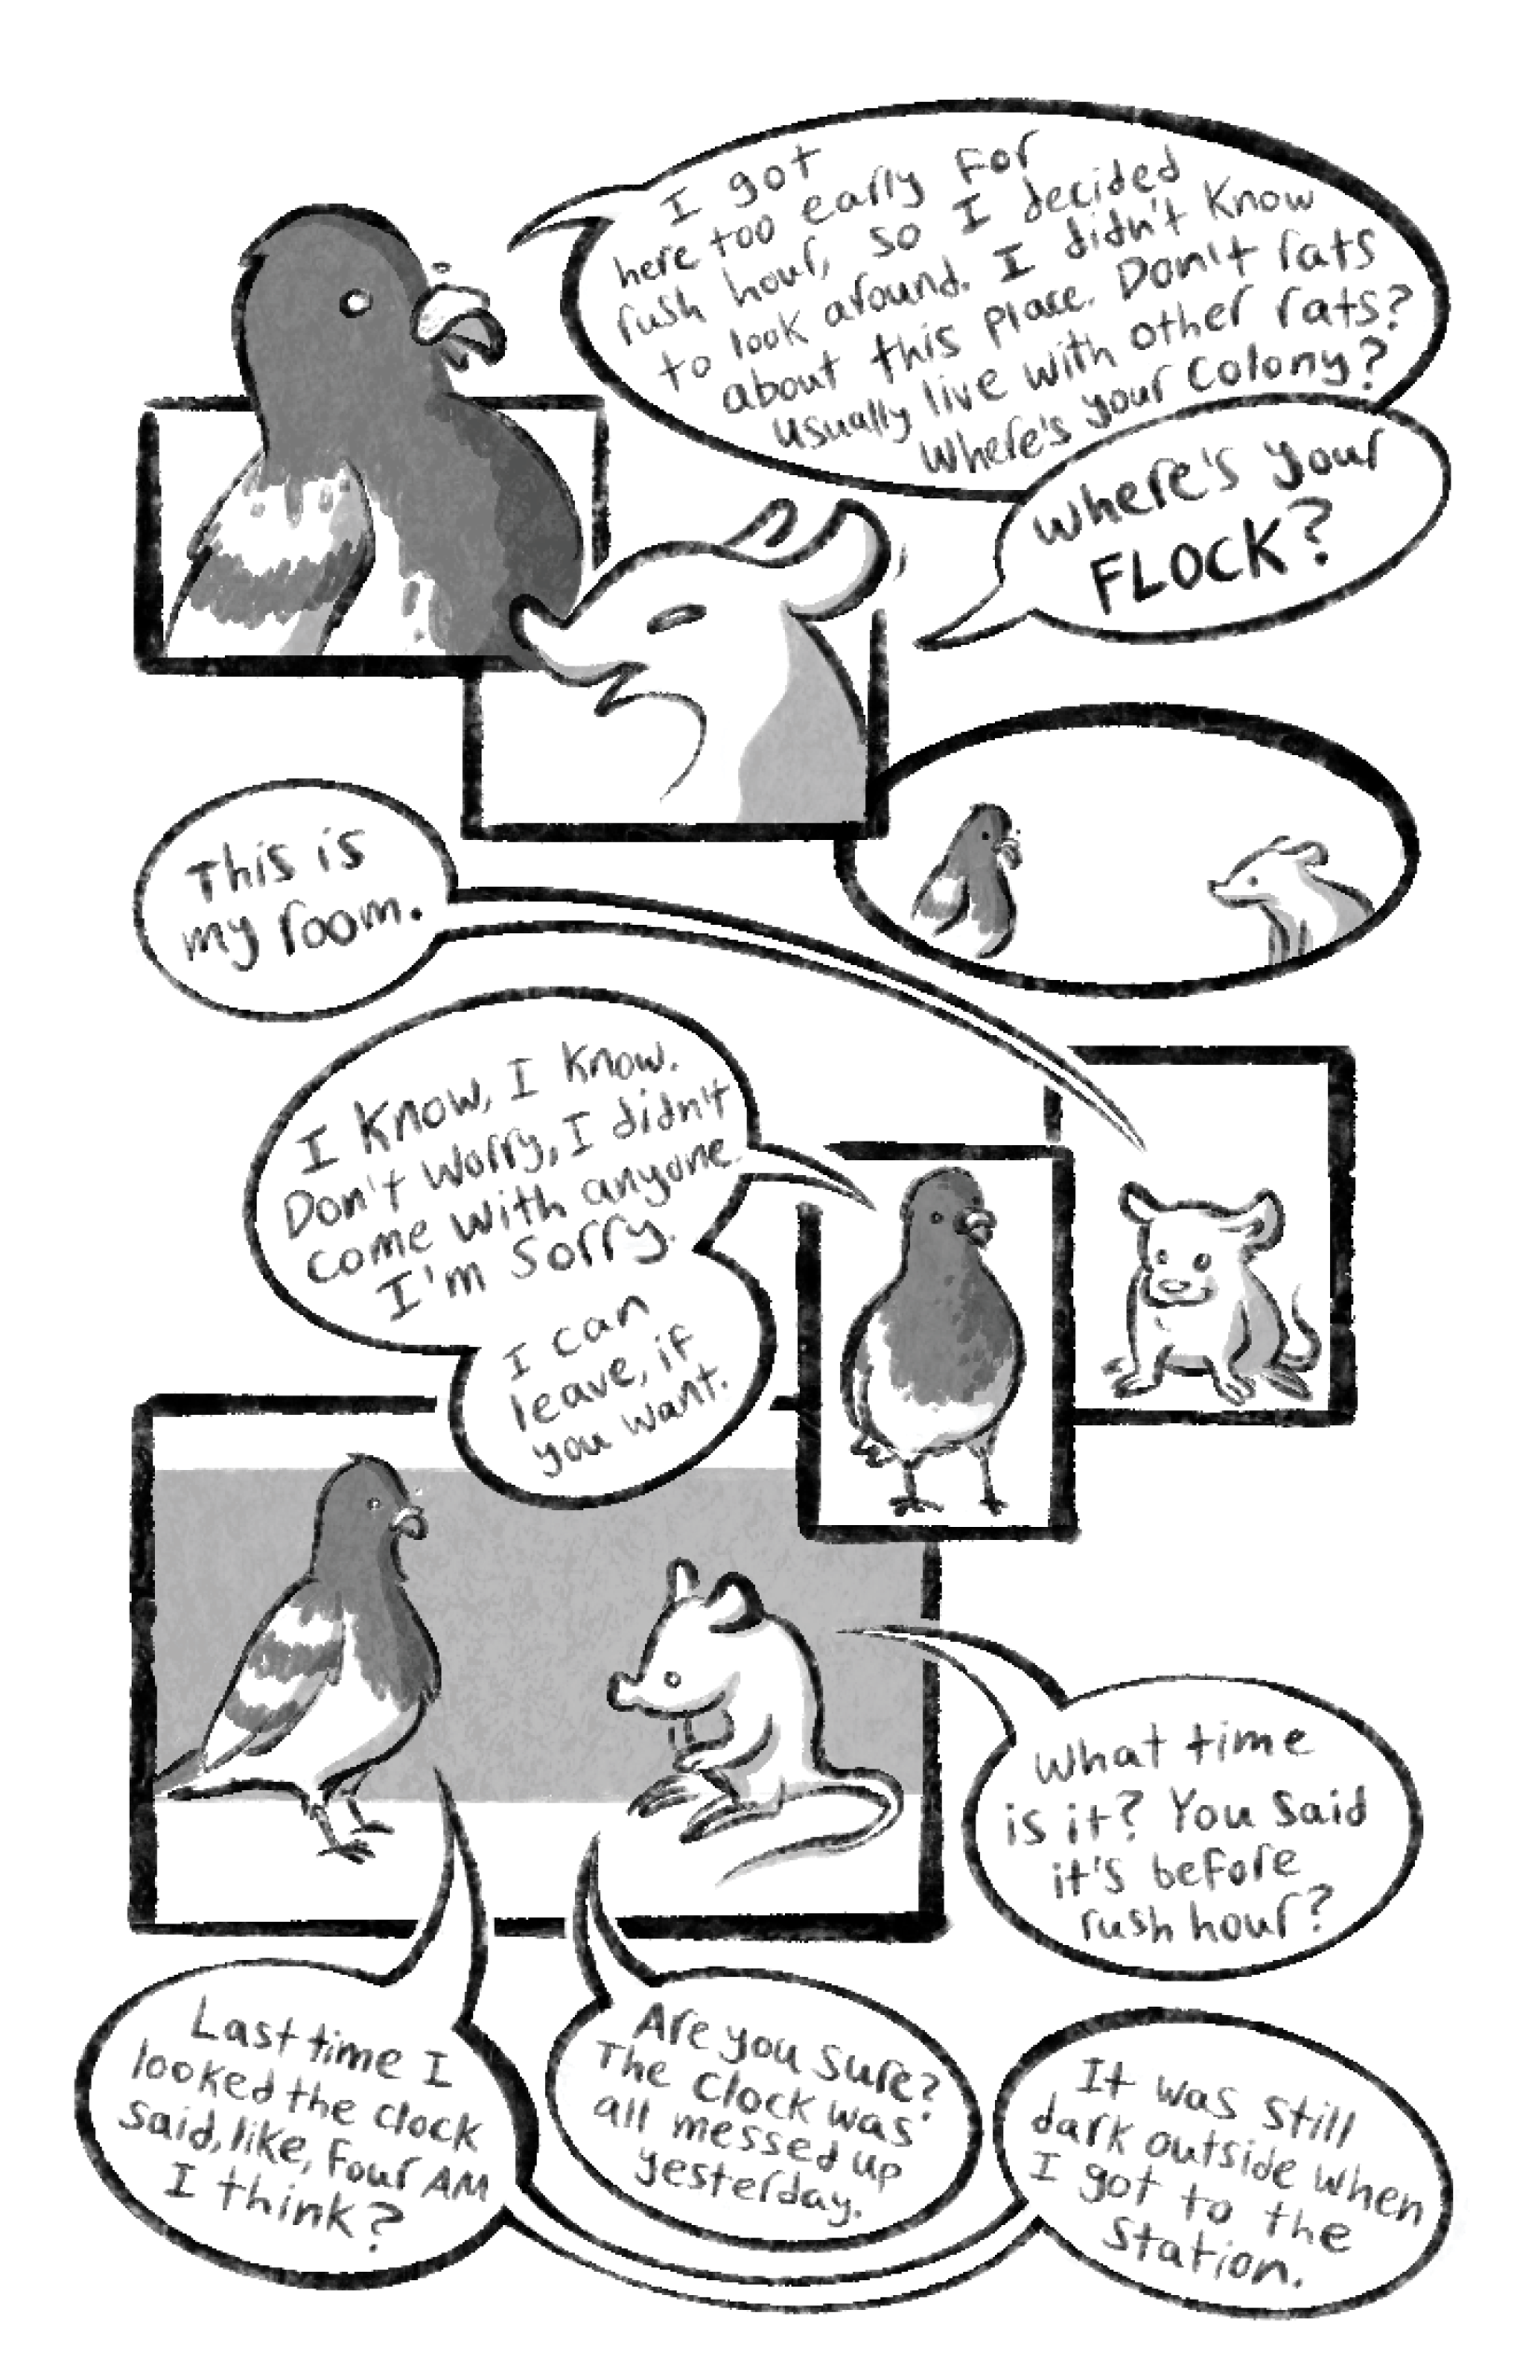 I got
here too early For
rush hour, so I decided
to look around. I didn't know
about this place. Don't rats
usually live with other rats?
Where's your colony?
Where's your
FLOCK?
This is
my room.
I know, I know.
Don't worry, I didn't
come with anyone.
I'm sorry.
I can
leave, if
you want.
What time
is it? You said
it's before
rush hour?
Last time I
looked the clock
said, like, Four AM
I think?
Are you sure?
The clock was
all messed up
yesterday.
It was still
dark outside when
I got to the
Station.